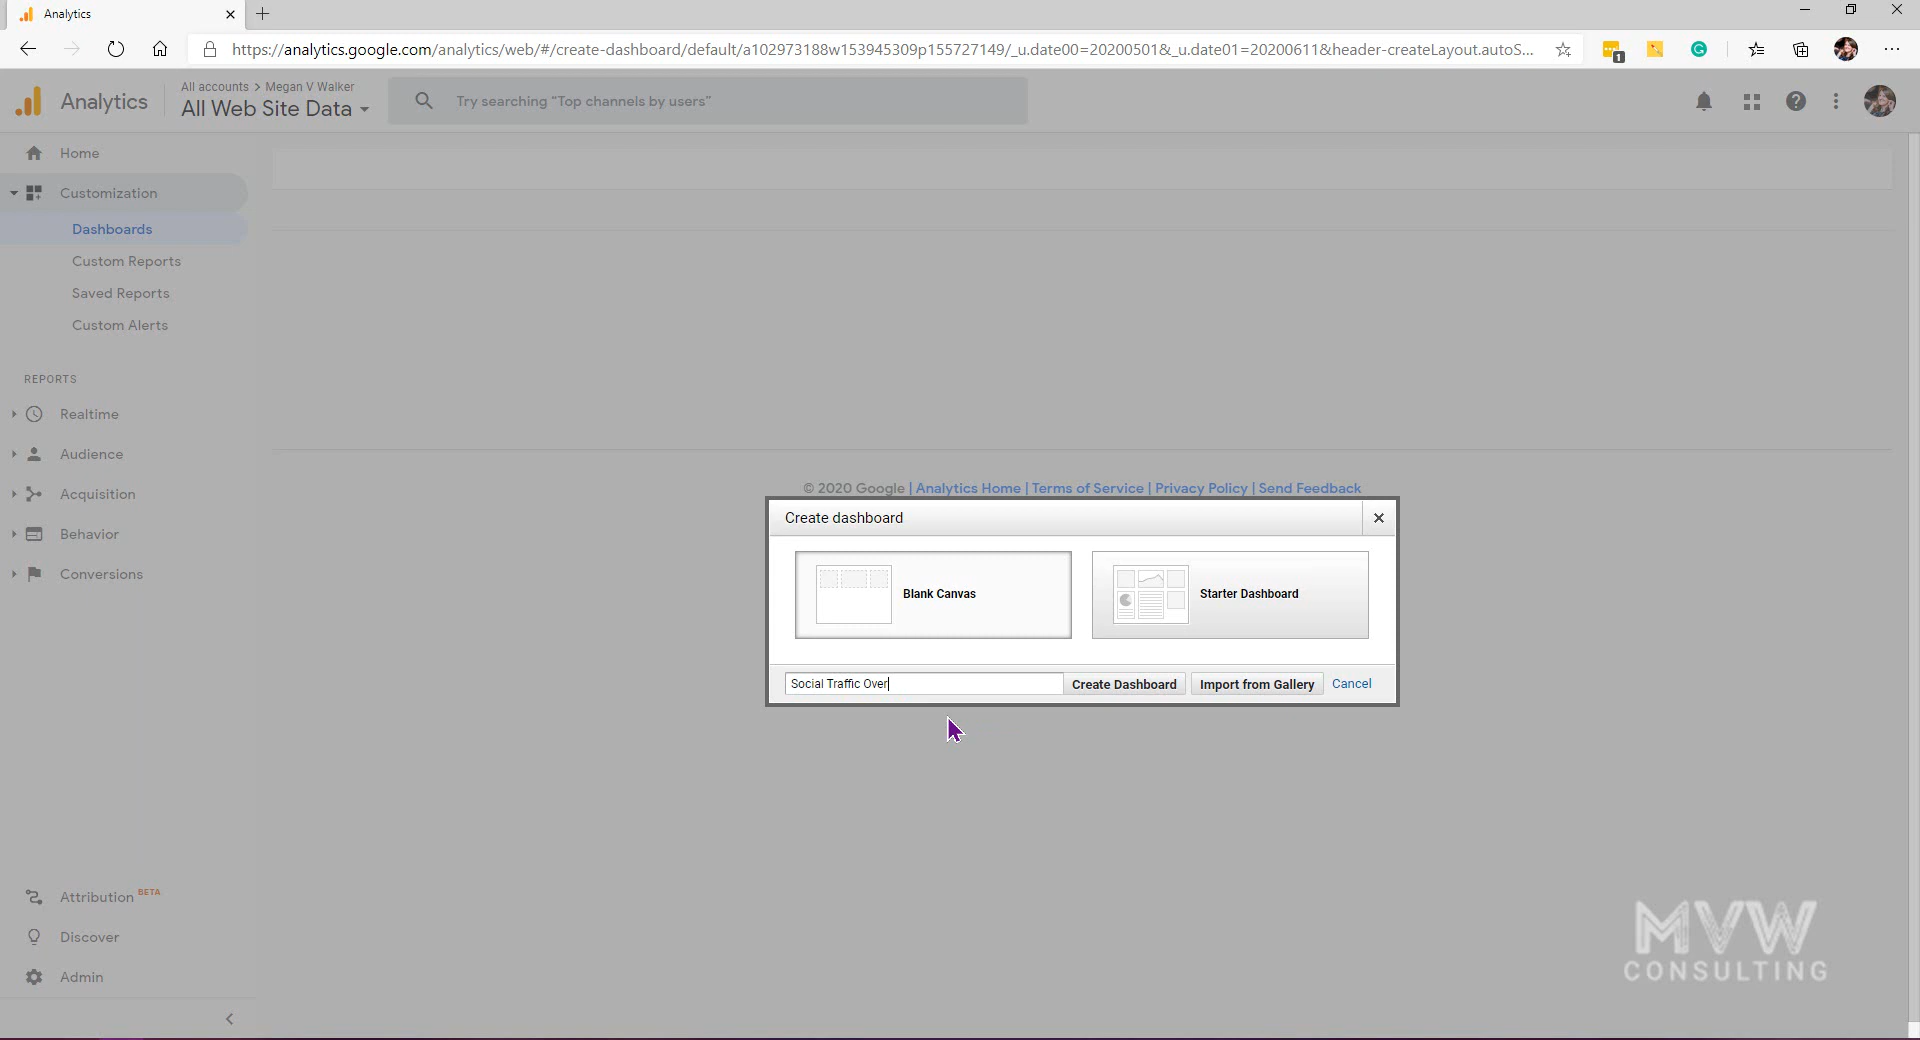 Analytics
https://analytics.google.com/analytics/web/#/create-dashboard/default/a102973188w153945309p155727149/_u.date00=20200501&_u.date01=20200611&header-createLayout.autoS...
1
Analytics
All accounts > Megan V Walker
All Web Site Data
Try searching “Top channels by users”
Home
Customization
Dashboards
Custom Reports
Saved Reports
Custom Alerts
REPORTS
Realtime
Audience
Acquisition
Behavior
Conversions
© 2020 Google | Analytics Home | Terms of Service | Privacy Policy | Send Feedback
Create dashboard
Blank Canvas
Starter Dashboard
Social Traffic Over
Create Dashboard
Import from Gallery
Cancel
Attribution BETA
Discover
Admin
MVW
CONSULTING